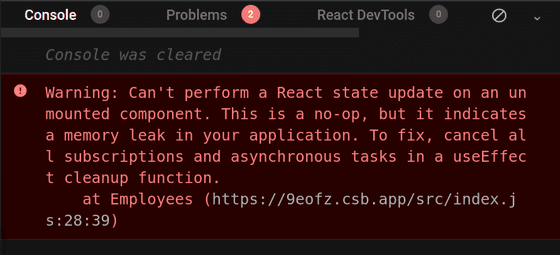 Console 0 Problems 2 React DevTools 0
Console was cleared
Warning: Can't perform a React state update on an un
mounted component. This is a no-op, but it indicates
a memory leak in your application. To fix, cancel al
l subscriptions and asynchronous tasks in a useEffec
t cleanup function.
at Employees (https://9eofz.csb.app/src/index.j
s:28:39)